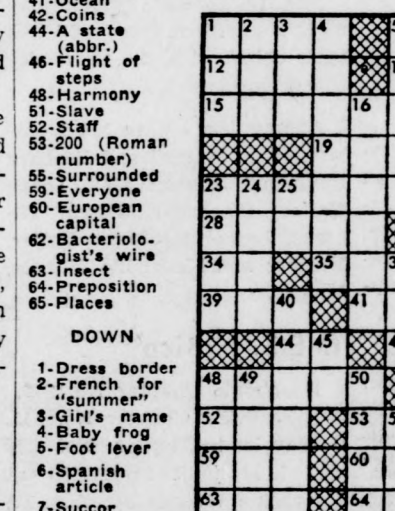 41-Ocean
42-Coins
44-A state
(abbr.)
46-Flight of
steps
48-Harmony
51-Slave
52-Staff
53-200 (Roman
number)
55-Surrounded
59-Everyone
60-European
capital
62-Bacteriolo-
gist's wire
63-Insect
64-Preposition
65-Places
DOWN
1-Dress border
2-French for
"summer"
3-Girl's name
4-Baby frog
5-Foot lever
6-Spanish
article
7-Succor
1 2 3 4 5
12
15 16
19
23 24 25
28
34 35
39 40 41
44 45
48 49 50
52 53
59 60
63 64